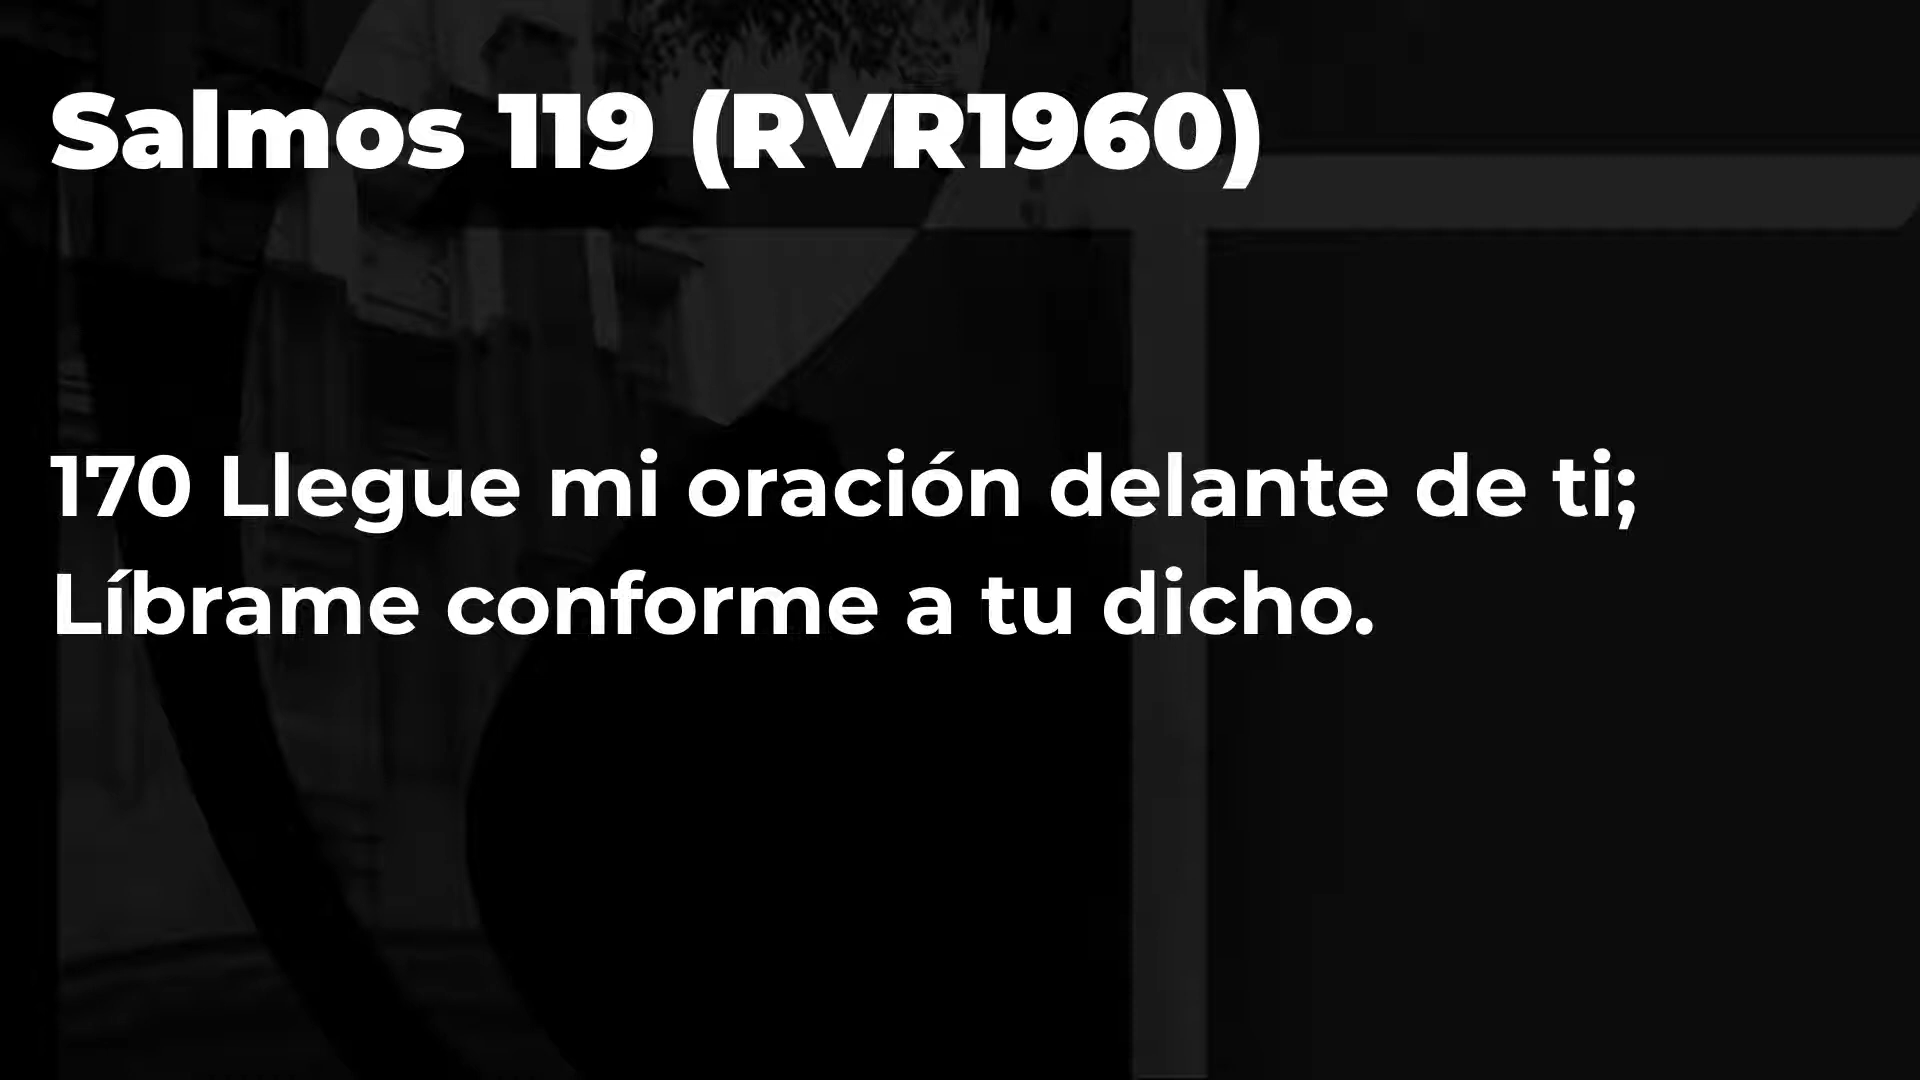 Salmos 119 (RVR1960)
170 Llegue mi oración delante de ti;
Líbrame conforme a tu dicho.